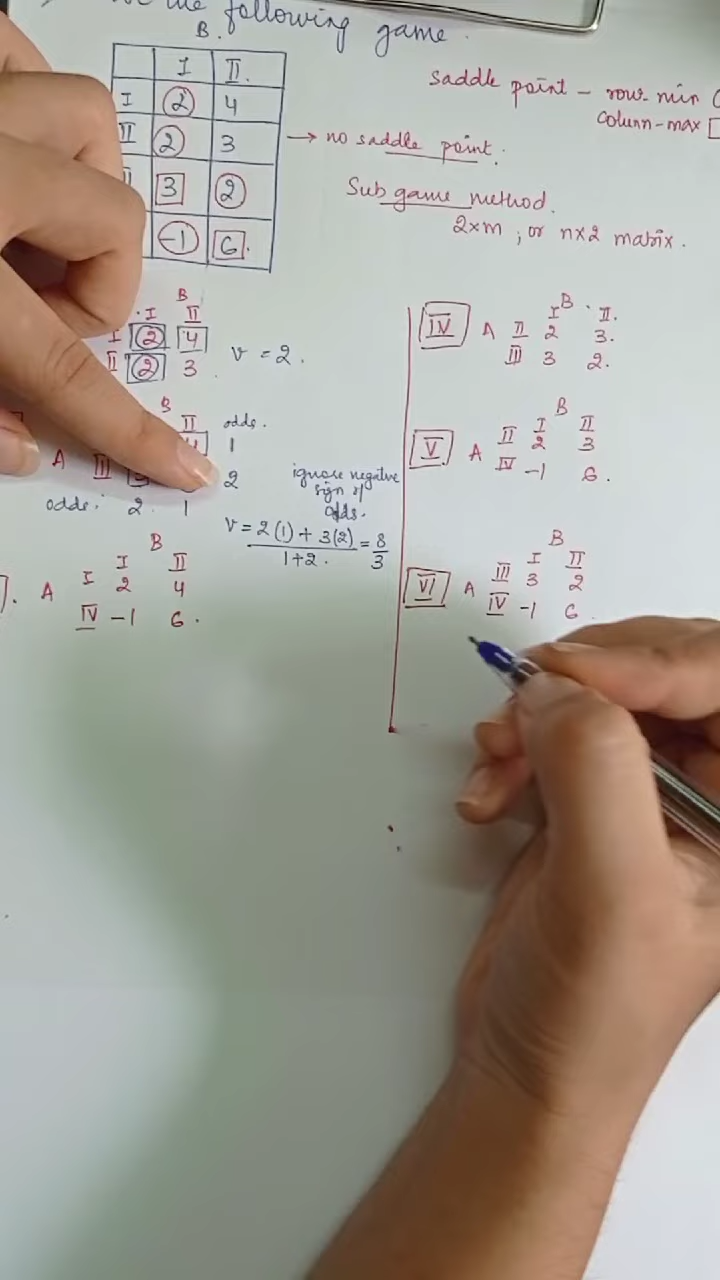 the following game.
B.
I II.
I 2 4
II 2 3 → no saddle point.
3 2
-1 6.
saddle point - row min
column-max
Sub game method.
2×m, or n×2 matrix.
B
I II
I 2 4
II 2 3
v = 2.
B
II odds.
1
A III 2
odds: 2. 1
ignore negative
sign of
odds.
v = 2(1) + 3(2) = 8
1+2. 3
B
I II
A I 2 4
IV -1 6.
IV A B
I II.
II 2 3.
III 3 2.
V A B
I II
II 2 3
IV -1 6.
VI A B
I II
III 3 2
IV -1 6.